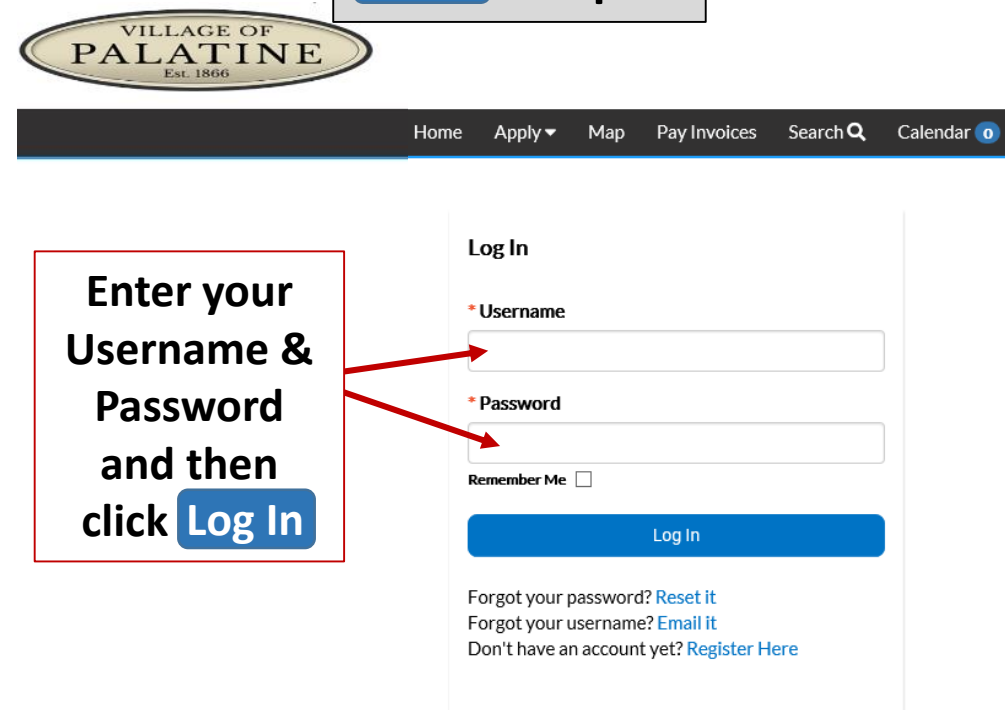 VILLAGE OF
PALATINE
Est. 1866
Home Apply Map Pay Invoices Search Calendar 0
Enter your
Username &
Password
and then
click Log In
Log In
* Username
* Password
Remember Me
Log In
Forgot your password? Reset it
Forgot your username? Email it
Don't have an account yet? Register Here